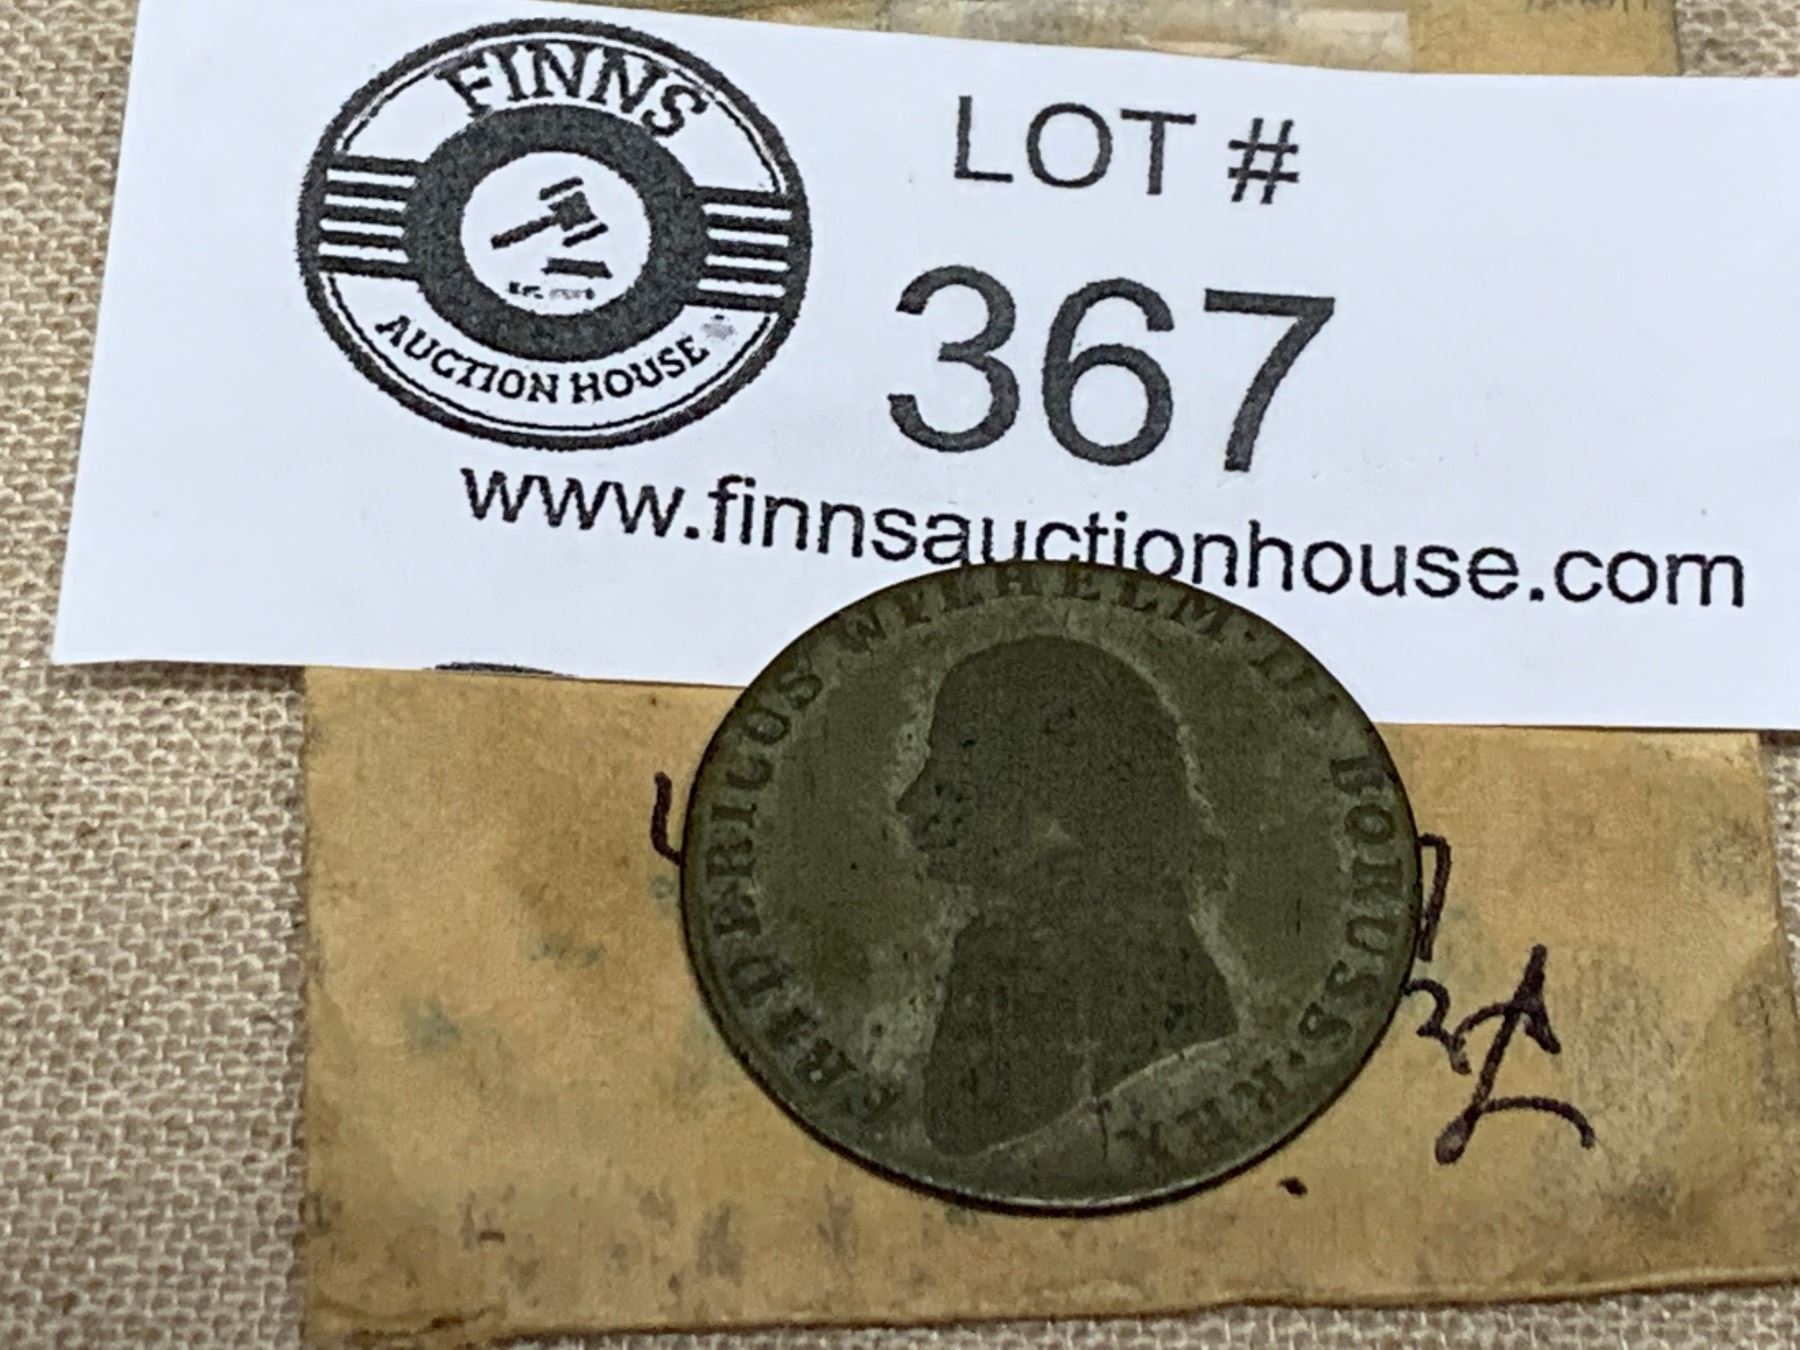 FINNS
AUCTION HOUSE
LOT #
367
www.finnsauctionhouse.com
FRIDERICUS WILHELM III BORUSS. REX